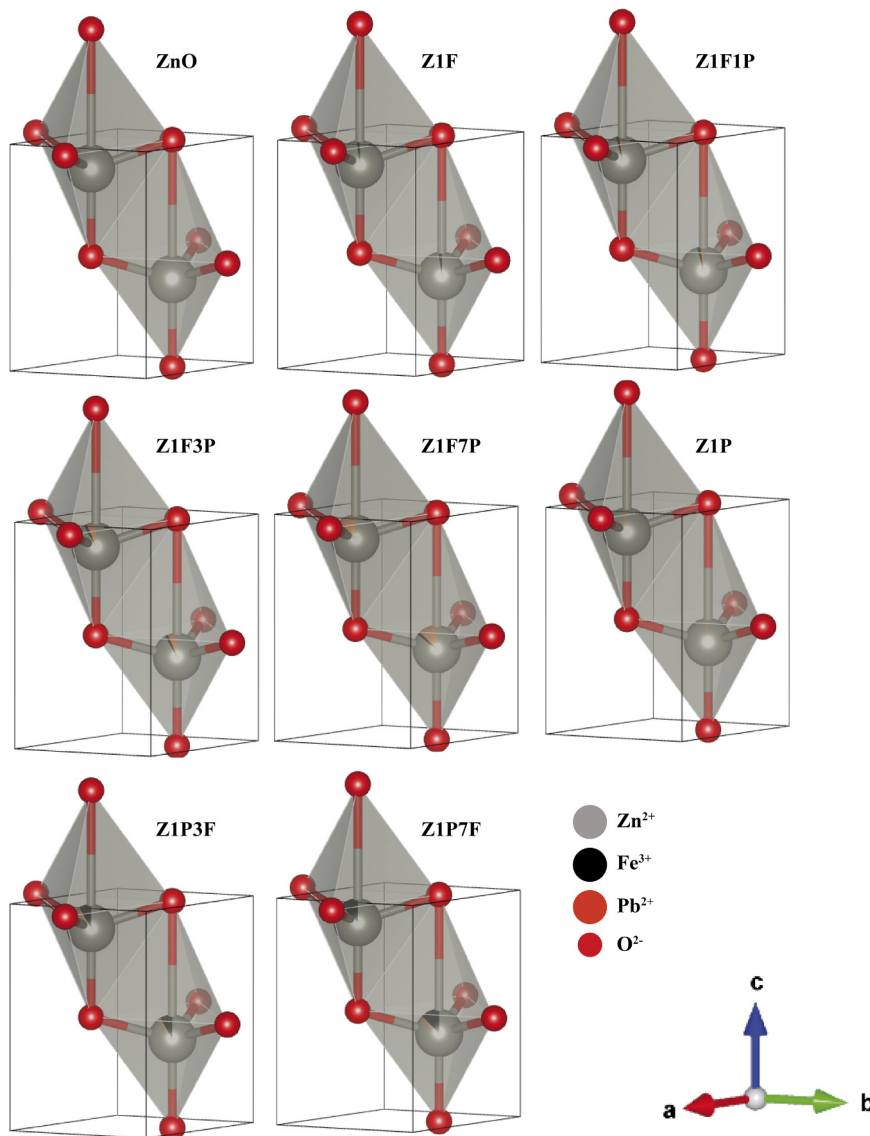 ZnO
Z1F
Z1F1P
Z1F3P
Z1F7P
Z1P
Z1P3F
Z1P7F
Zn²⁺
Fe³⁺
Pb²⁺
O²⁻
c
a
b